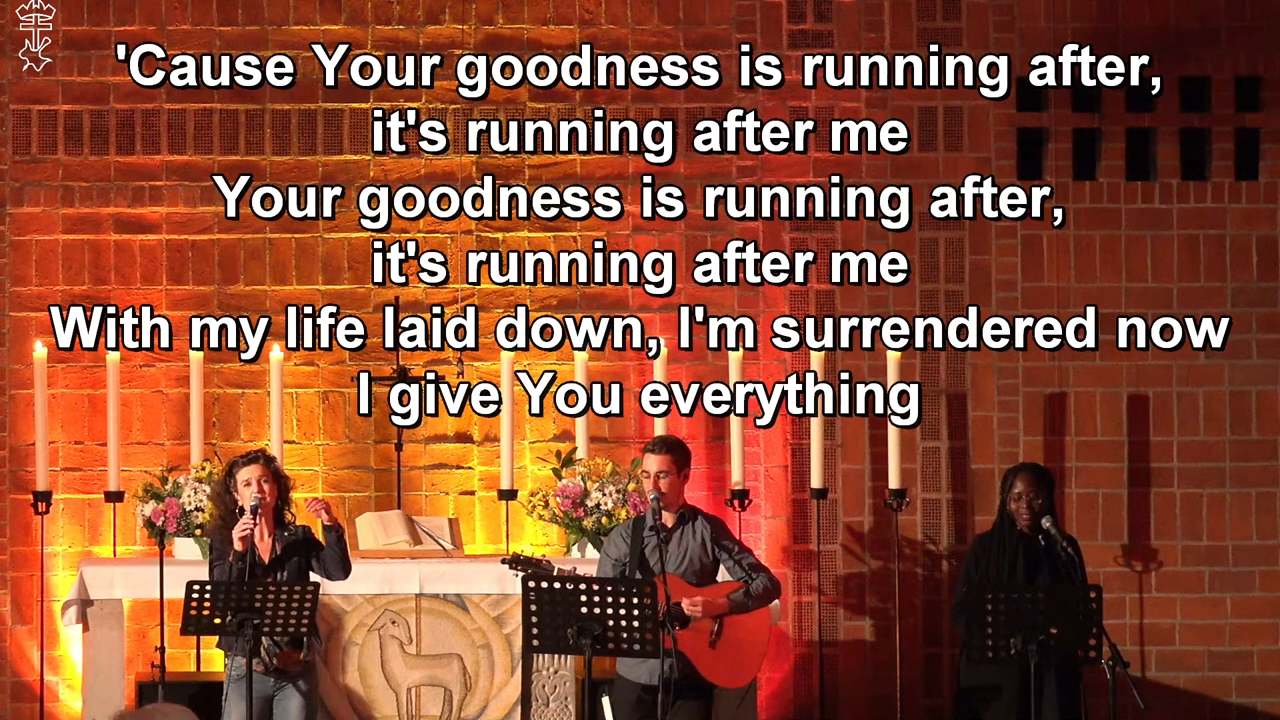 'Cause Your goodness is running after,
it's running after me
Your goodness is running after,
it's running after me
With my life laid down, I'm surrendered now
I give You everything